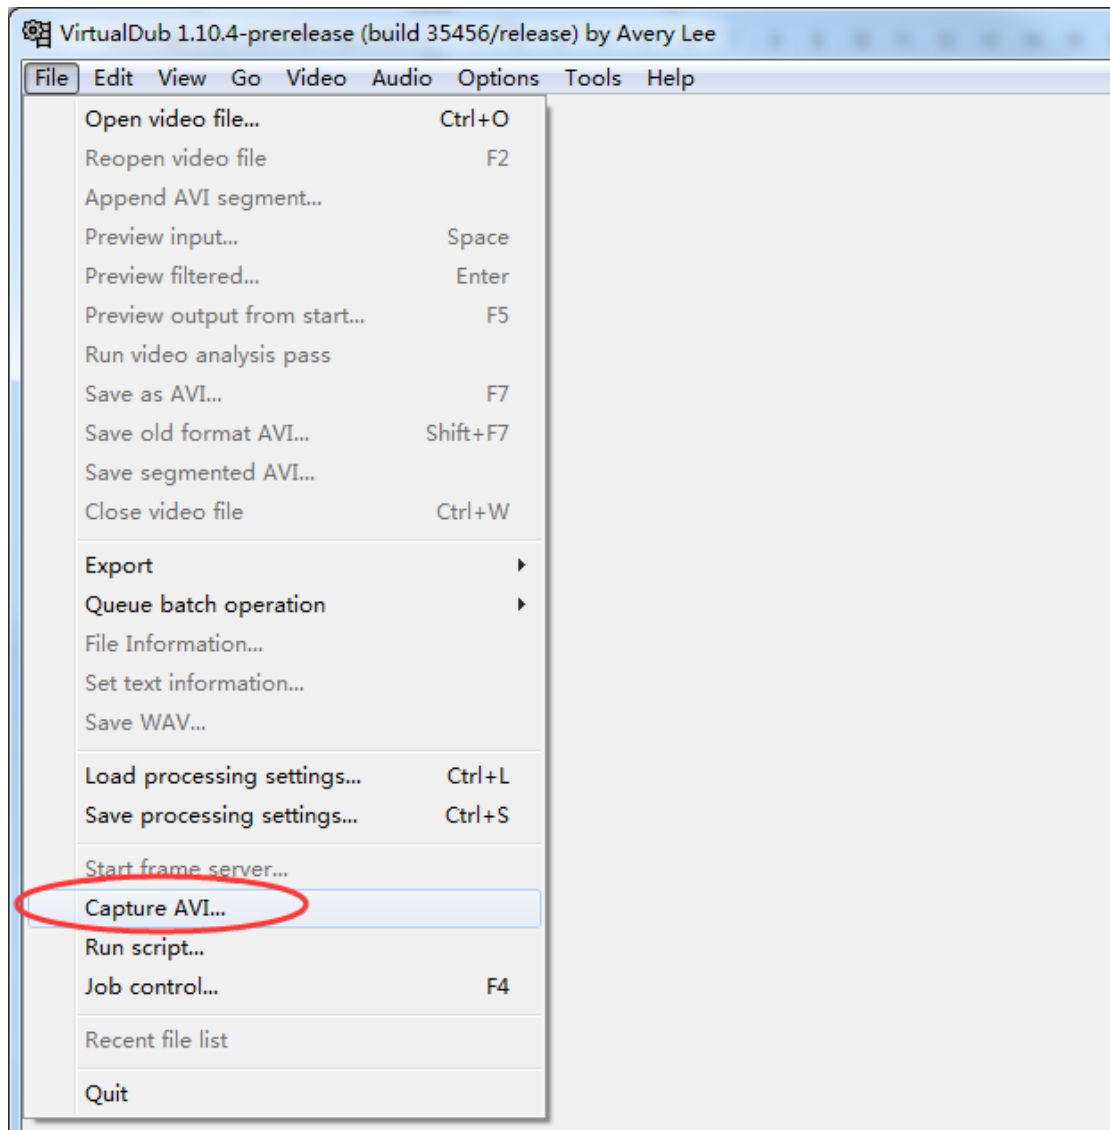 VirtualDub 1.10.4-prerelease (build 35456/release) by Avery Lee
File Edit View Go Video Audio Options Tools Help
Open video file... Ctrl+O
Reopen video file F2
Append AVI segment...
Preview input... Space
Preview filtered... Enter
Preview output from start... F5
Run video analysis pass
Save as AVI... F7
Save old format AVI... Shift+F7
Save segmented AVI...
Close video file Ctrl+W
Export
Queue batch operation
File Information...
Set text information...
Save WAV...
Load processing settings... Ctrl+L
Save processing settings... Ctrl+S
Start frame server...
Capture AVI...
Run script...
Job control... F4
Recent file list
Quit